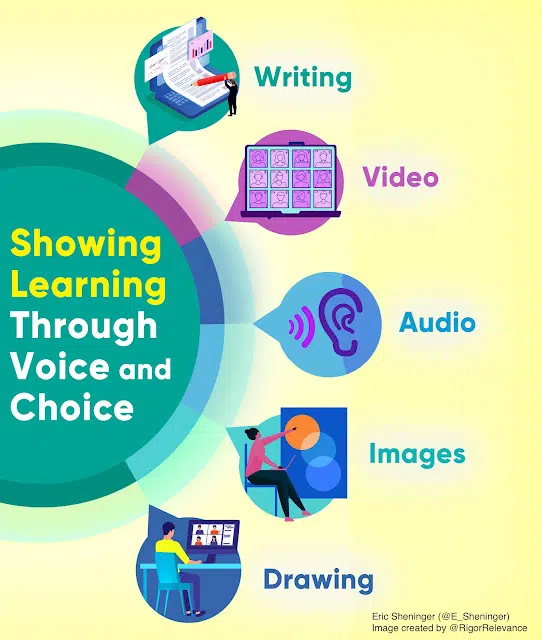 Writing
Video
Showing
Learning
Through
Voice and
Choice
Audio
Images
Drawing
Eric Sheninger (@E_Sheninger)
Image created by @RigorRelevance